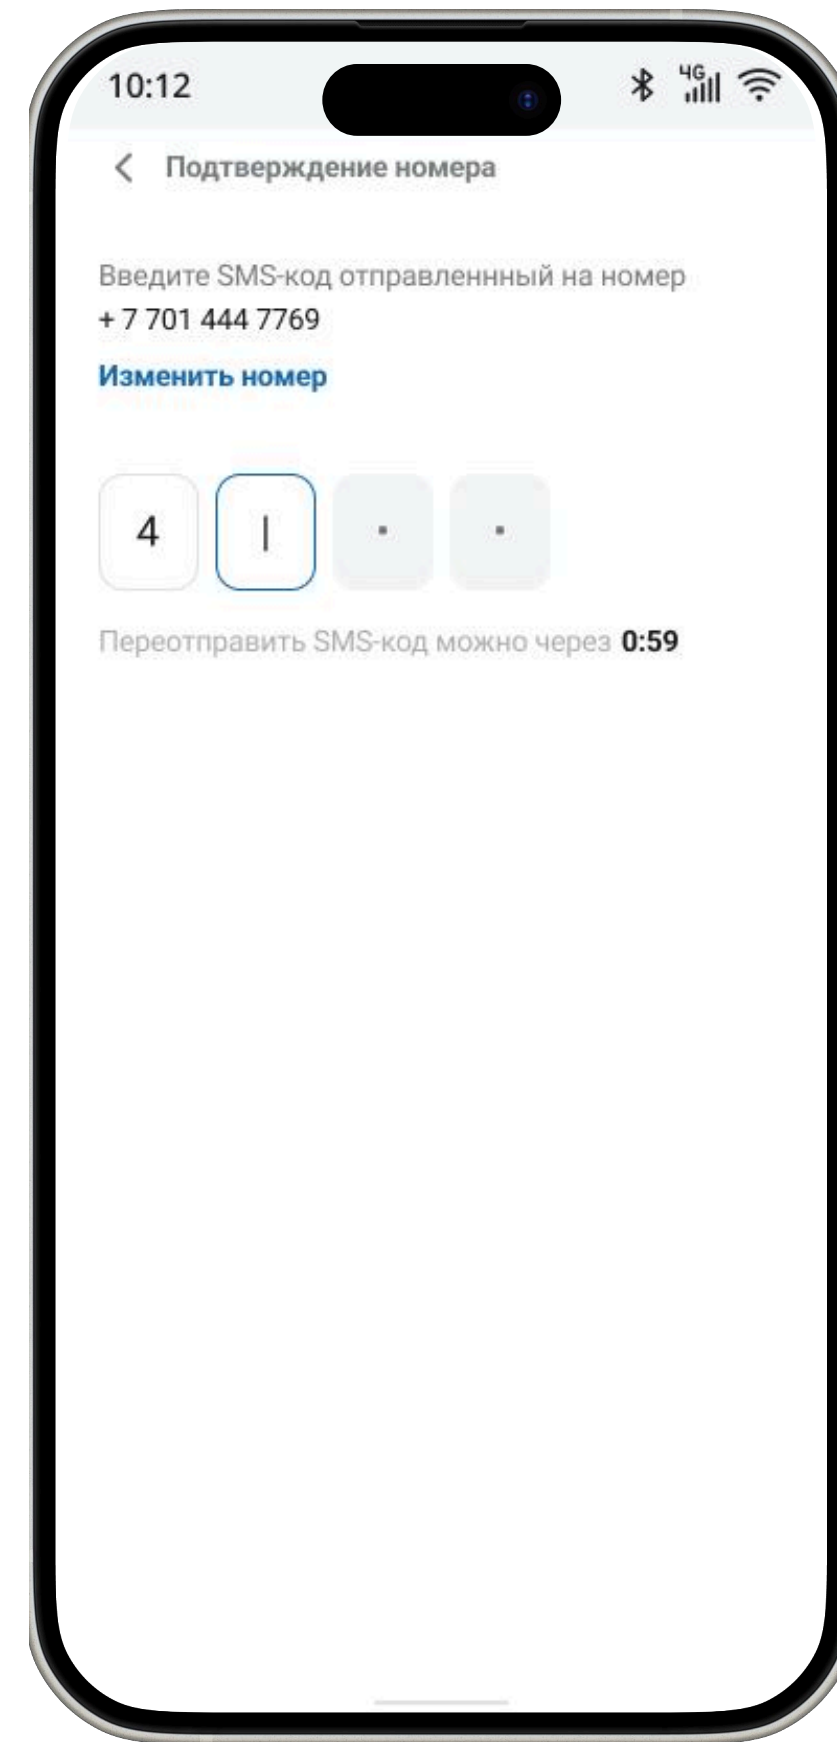 10:12
4G
Подтверждение номера
Введите SMS-код отправленнный на номер
+ 7 701 444 7769
Изменить номер
4
Переотправить SMS-код можно через 0:59